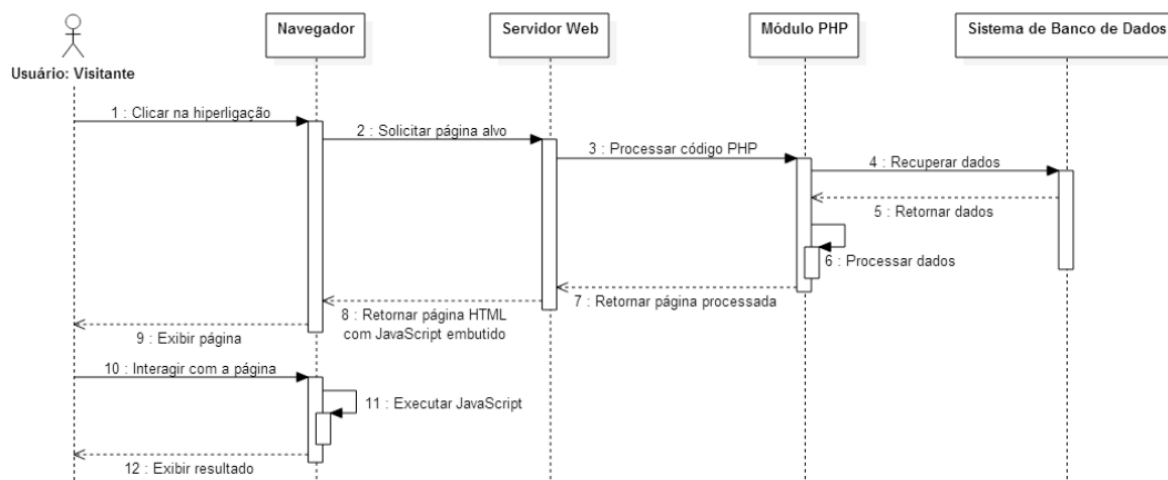 Navegador
Servidor Web
Módulo PHP
Sistema de Banco de Dados
Usuário: Visitante
1 : Clicar na hiperligação
2 : Solicitar página alvo
3 : Processar código PHP
4 : Recuperar dados
5 : Retornar dados
6 : Processar dados
7 : Retornar página processada
8 : Retornar página HTML
com JavaScript embutido
9 : Exibir página
10 : Interagir com a página
11 : Executar JavaScript
12 : Exibir resultado